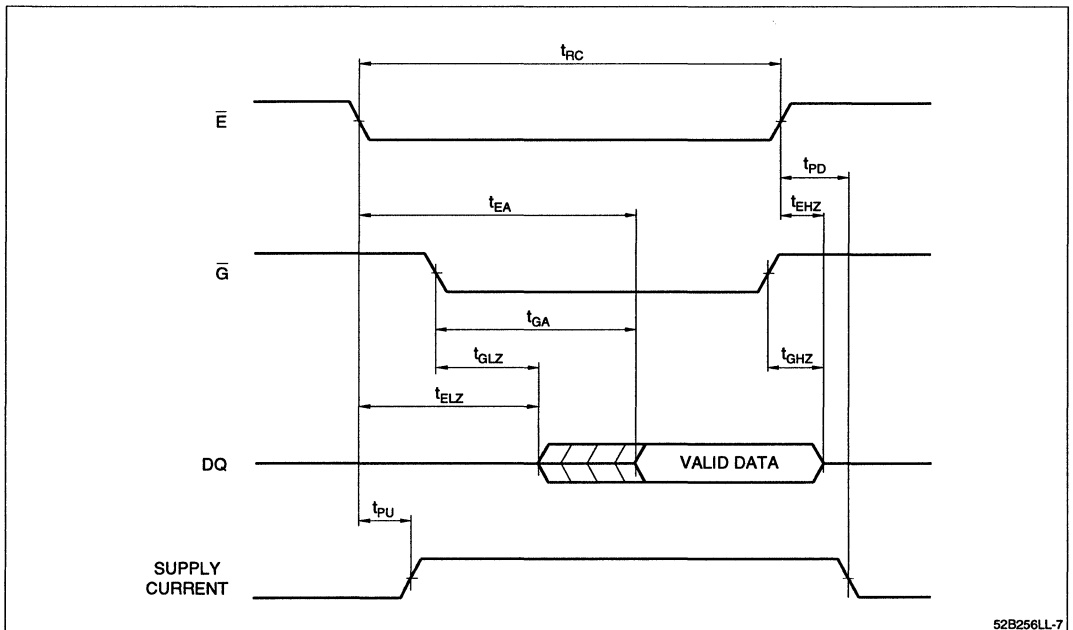 tRC
E̅
tPD
tEA
tEHZ
G̅
tGA
tGLZ
tGHZ
tELZ
DQ
VALID DATA
tPU
SUPPLY
CURRENT
52B256LL-7